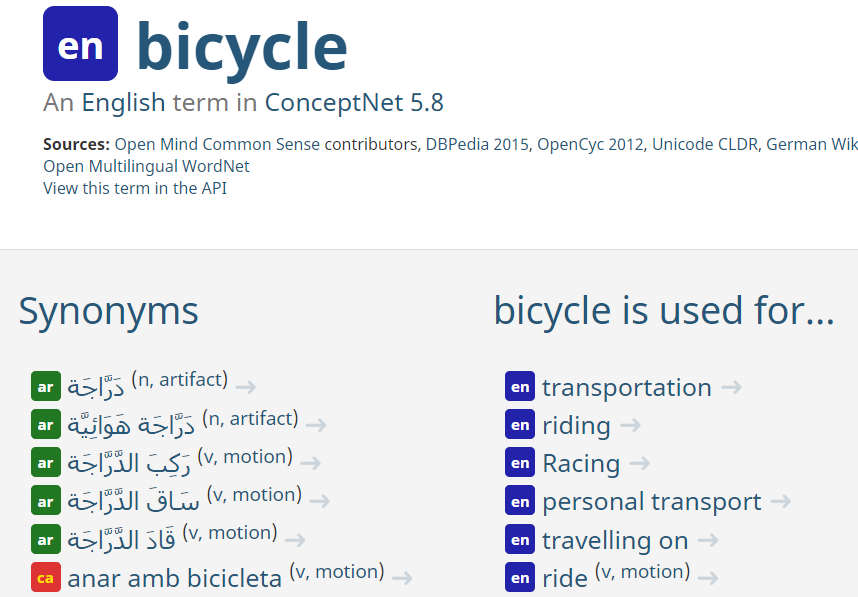 en bicycle
An English term in ConceptNet 5.8
Sources: Open Mind Common Sense contributors, DBPedia 2015, OpenCyc 2012, Unicode CLDR, German Wik
Open Multilingual WordNet
View this term in the API
Synonyms
ar دَرَّاجَة (n, artifact) →
ar دَرَّاجَة هَوَائِيَّة (n, artifact) →
ar رَكِبَ الدَّرَّاجَة (v, motion) →
ar سَاقَ الدَّرَّاجَة (v, motion) →
ar قَادَ الدَّرَّاجَة (v, motion) →
ca anar amb bicicleta (v, motion) →
bicycle is used for...
en transportation →
en riding →
en Racing →
en personal transport →
en travelling on →
en ride (v, motion) →